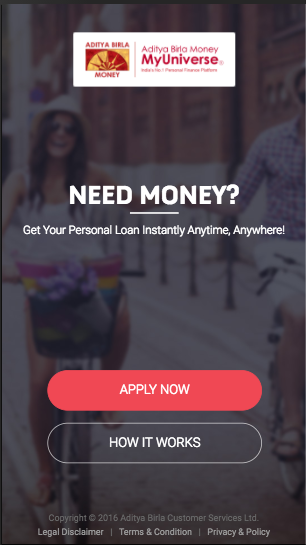 ADITYA BIRLA
MONEY
Aditya Birla Money
MyUniverse®
India's No.1 Personal Finance Platform
NEED MONEY?
Get Your Personal Loan Instantly Anytime, Anywhere!
APPLY NOW
HOW IT WORKS
Copyright © 2016 Aditya Birla Customer Services Ltd.
Legal Disclaimer | Terms & Condition | Privacy & Policy